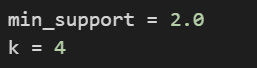 min_support = 2.0
k = 4